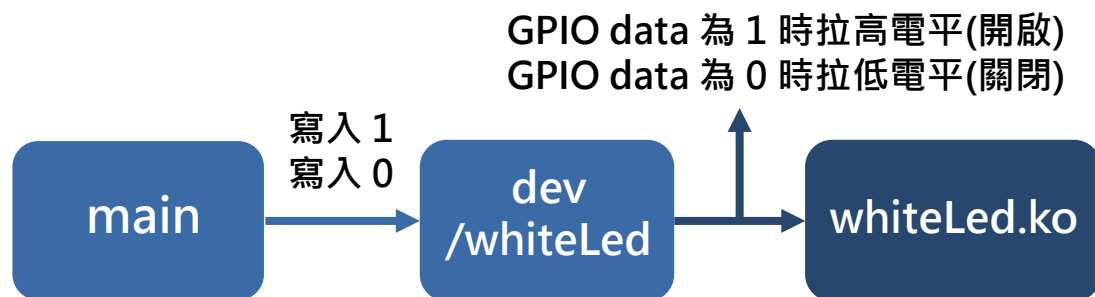 GPIO data 為 1 時拉高電平(開啟)
GPIO data 為 0 時拉低電平(關閉)
寫入 1
寫入 0
main
dev
/whiteLed
whiteLed.ko